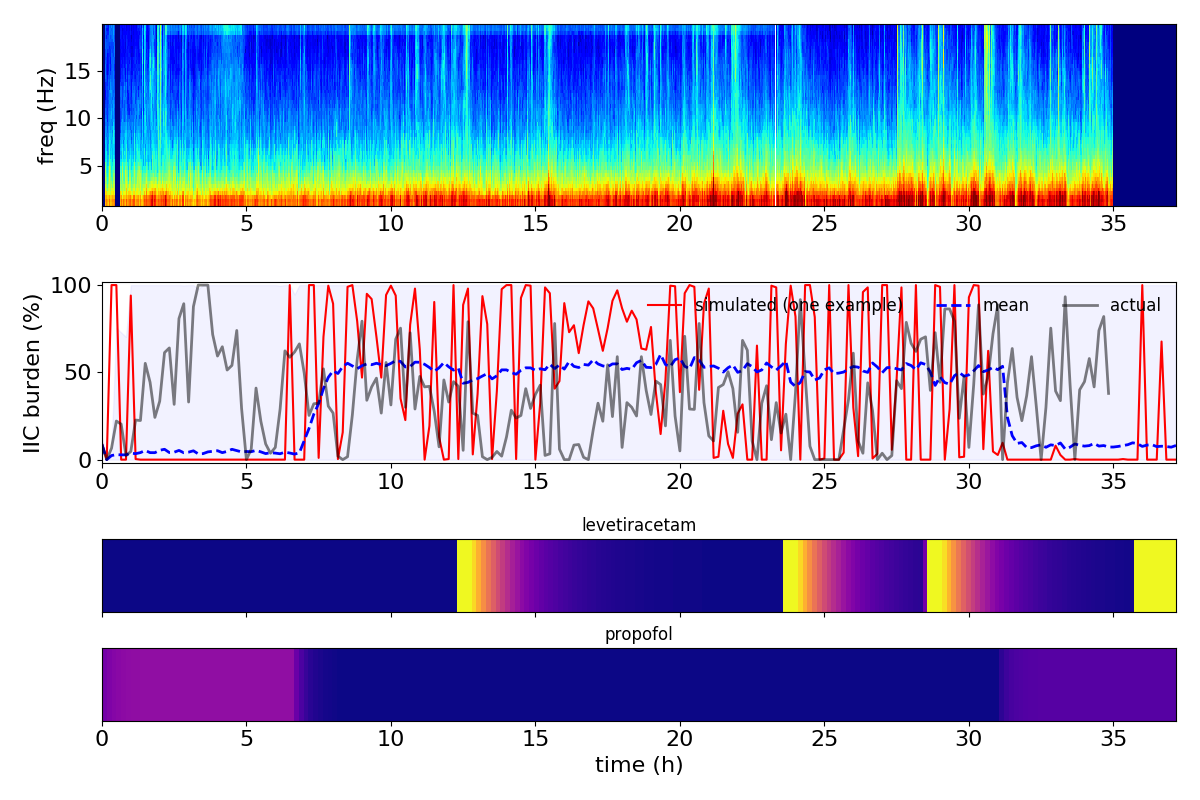 freq (Hz)
15
10
5
0 5 10 15 20 25 30 35
IIC burden (%)
100
50
0
simulated (one example) mean actual
0 5 10 15 20 25 30 35
levetiracetam
propofol
0 5 10 15 20 25 30 35
time (h)